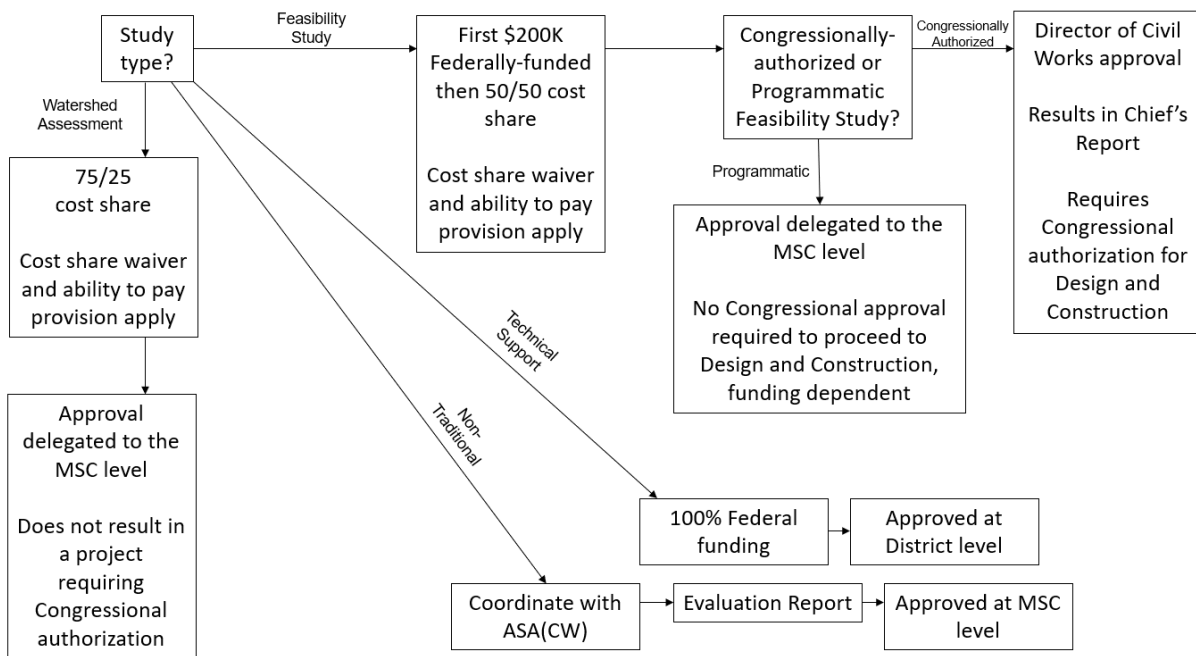 Study
type?
Feasibility
Study
First $200K
Federally-funded
then 50/50 cost
share
Cost share waiver
and ability to pay
provision apply
Congressionally-
authorized or
Programmatic
Feasibility Study?
Congressionally
Authorized
Director of Civil
Works approval
Results in Chief’s
Report
Requires
Congressional
authorization for
Design and
Construction
Watershed
Assessment
75/25
cost share
Cost share waiver
and ability to pay
provision apply
Programmatic
Approval delegated to the
MSC level
No Congressional approval
required to proceed to
Design and Construction,
funding dependent
Technical
Support
Non-
Traditional
Approval
delegated to the
MSC level
Does not result in
a project
requiring
Congressional
authorization
100% Federal
funding
Approved at
District level
Coordinate with
ASA(CW)
Evaluation Report
Approved at MSC
level